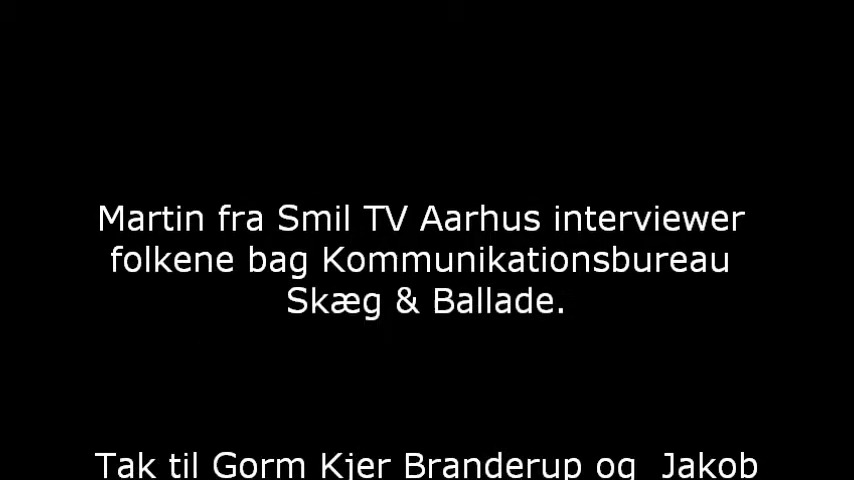 Martin fra Smil TV Aarhus interviewer
folkene bag Kommunikationsbureau
Skæg & Ballade.
Tak til Gorm Kjer Branderup og Jakob